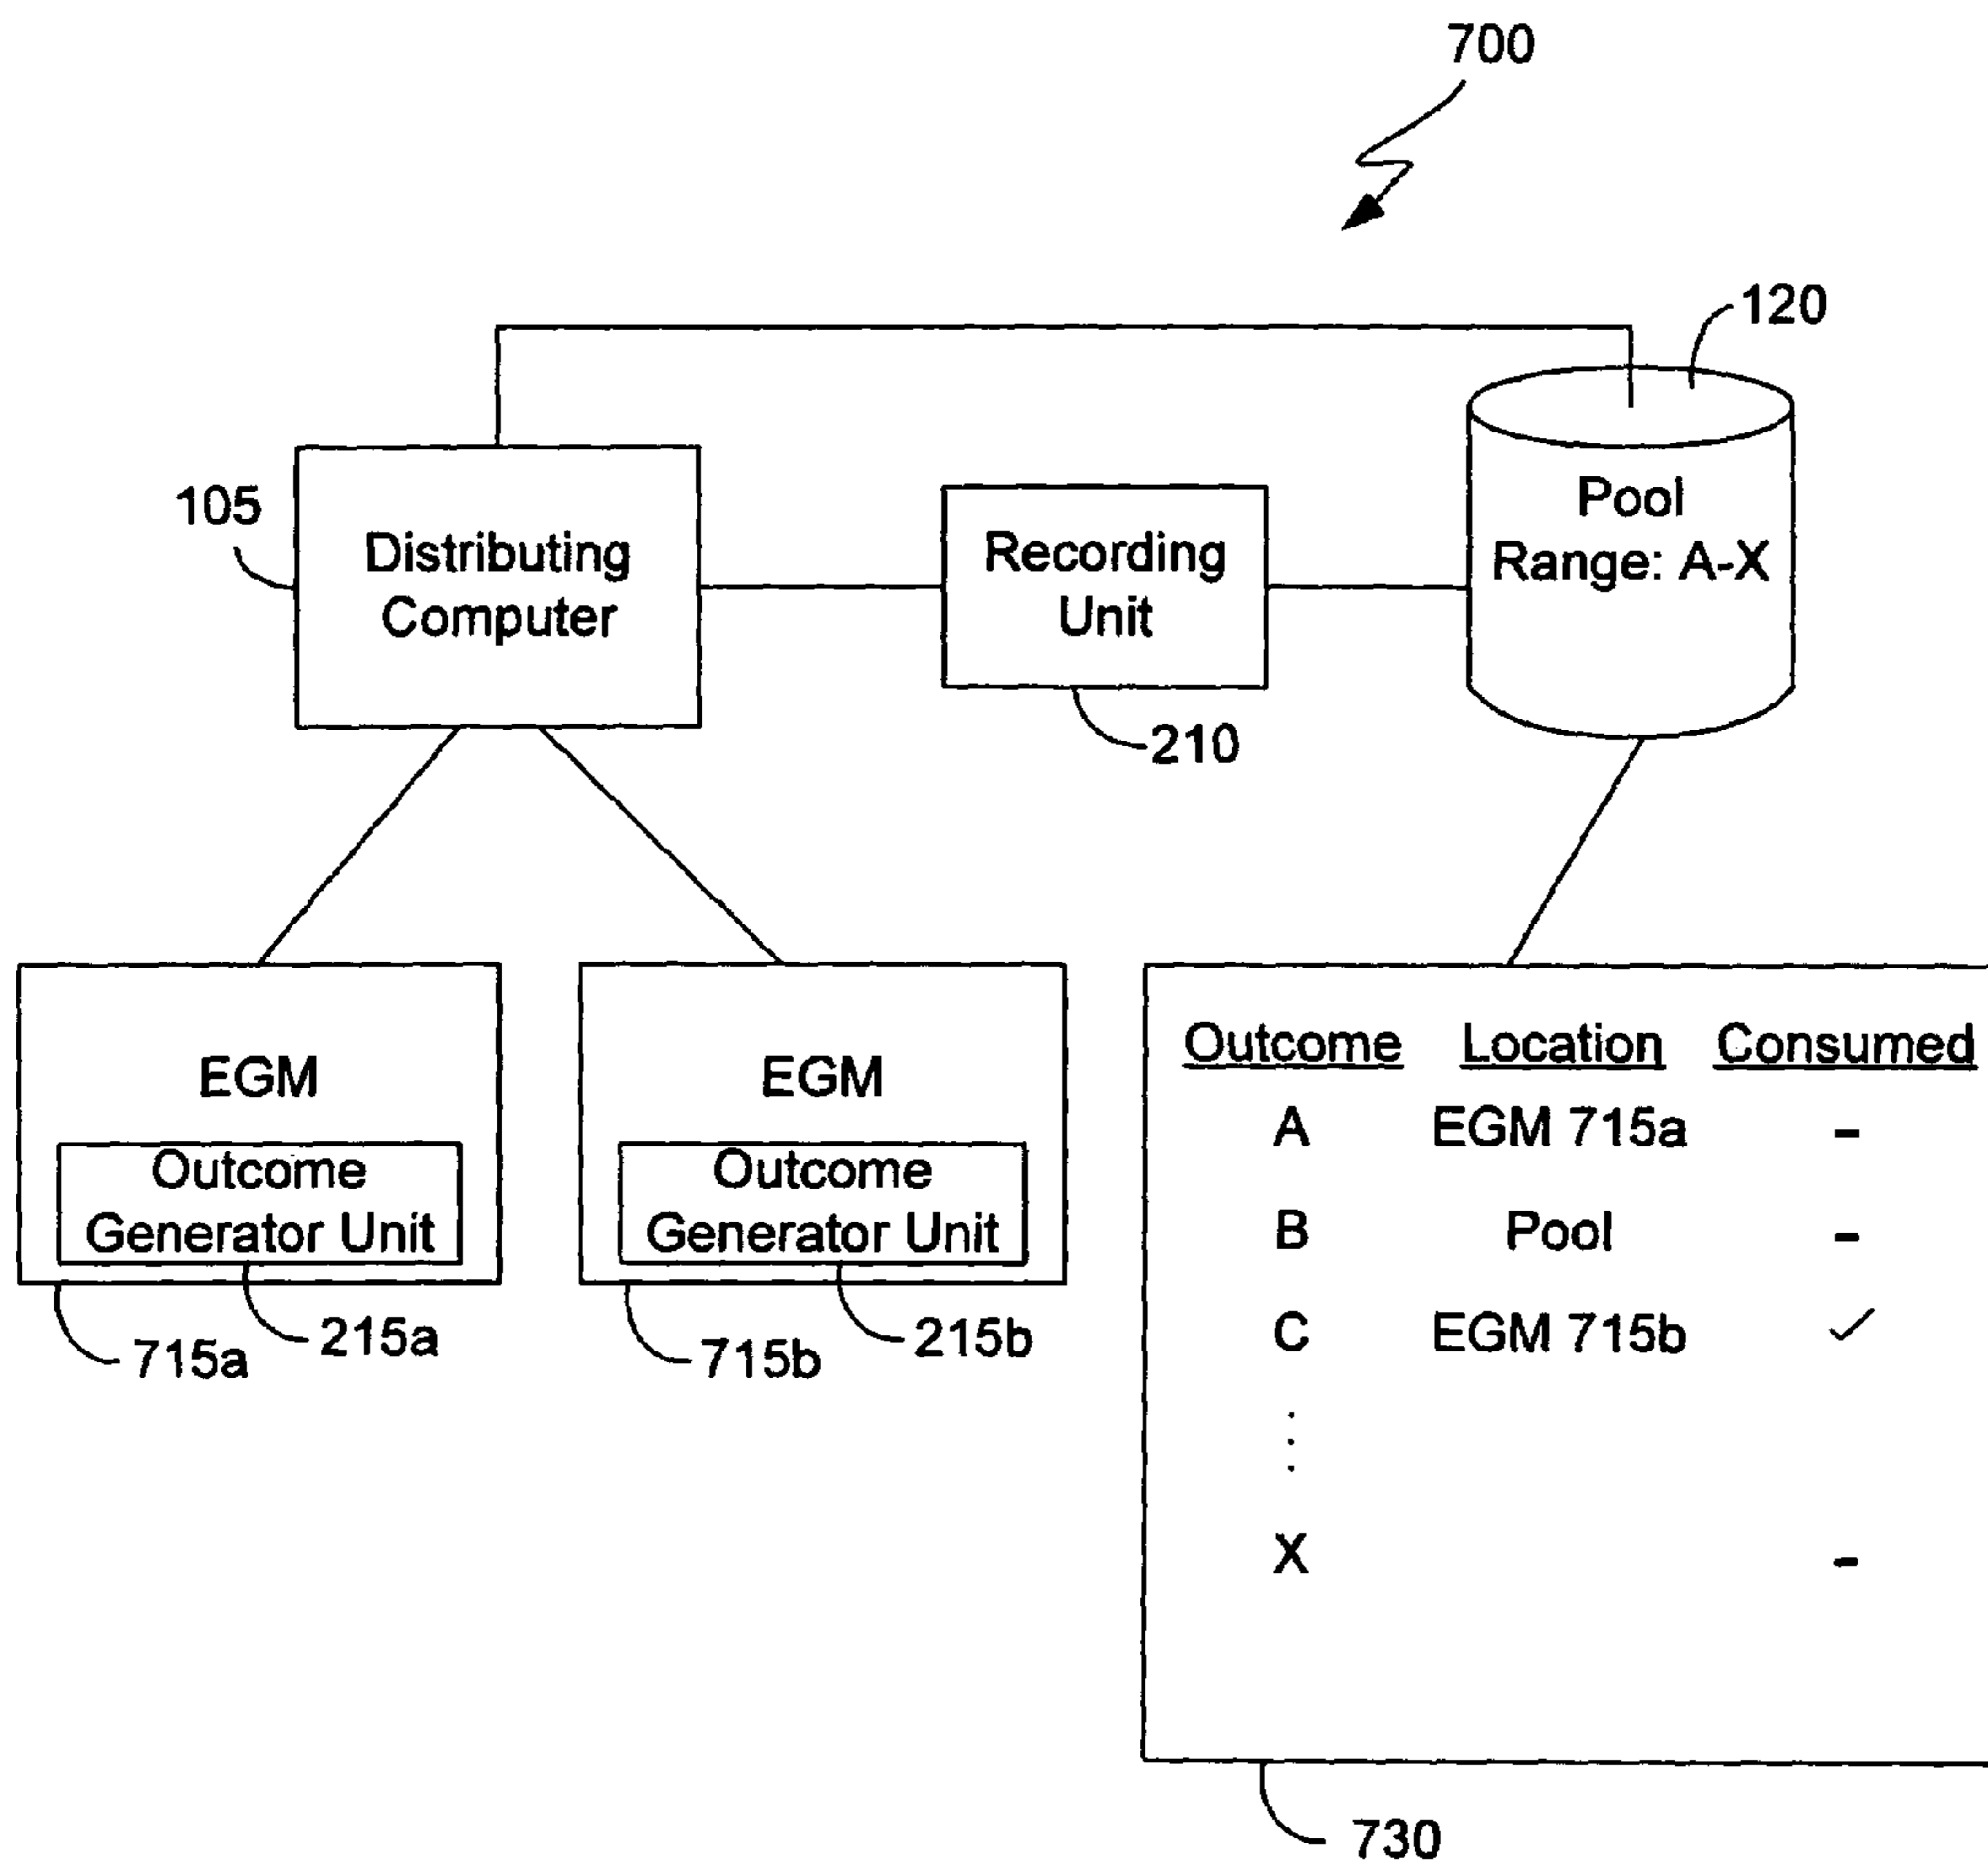 700
120
105
Distributing
Computer
Recording
Unit
210
Pool
Range: A-X
EGM
Outcome
Generator Unit
715a
215a
EGM
Outcome
Generator Unit
715b
215b
Outcome Location Consumed
A EGM 715a -
B Pool -
C EGM 715b ✓
.
.
.
X -
730